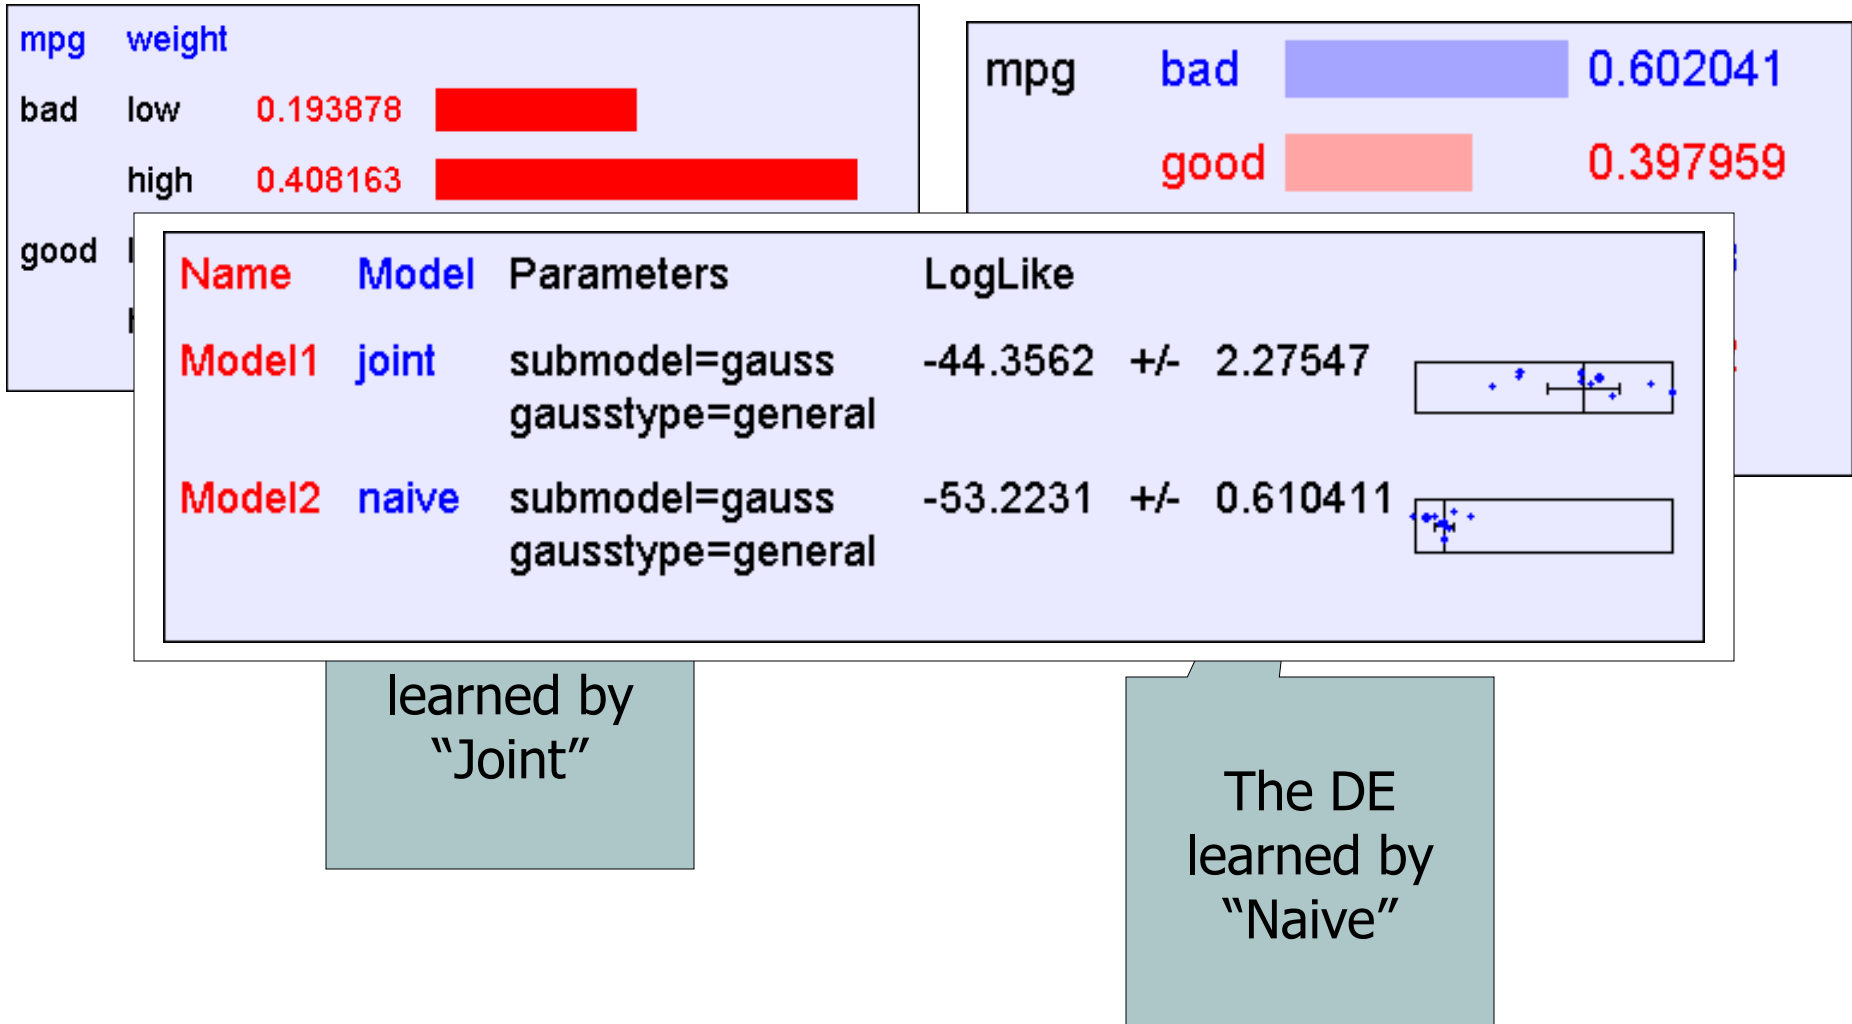 mpg weight
bad low 0.193878
high 0.408163
good
mpg bad 0.602041
good 0.397959
Name Model Parameters LogLike
Model1 joint submodel=gauss -44.3562 +/- 2.27547
gausstype=general
Model2 naive submodel=gauss -53.2231 +/- 0.610411
gausstype=general
learned by
“Joint”
The DE
learned by
“Naive”